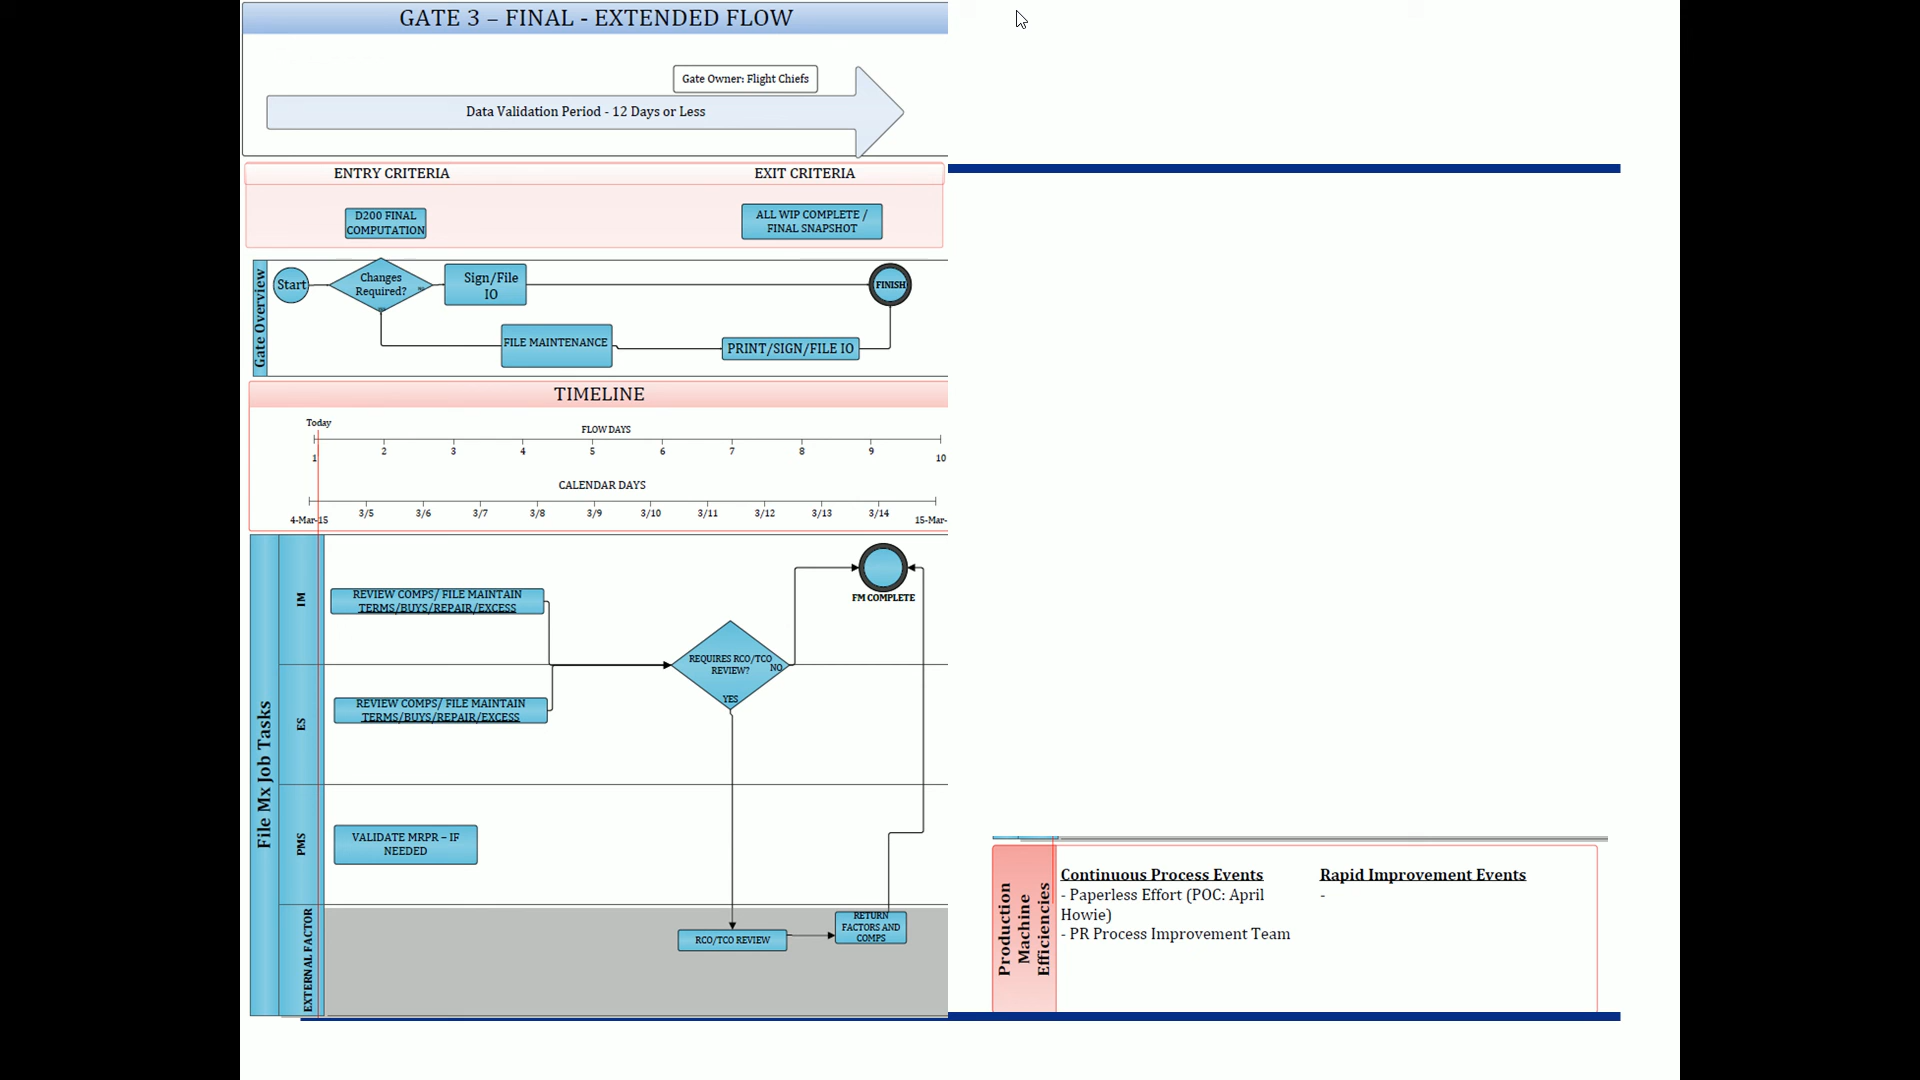 GATE 3 – FINAL - EXTENDED FLOW
Gate Owner: Flight Chiefs
Data Validation Period - 12 Days or Less
ENTRY CRITERIA
EXIT CRITERIA
D200 FINAL
COMPUTATION
ALL WIP COMPLETE /
FINAL SNAPSHOT
Gate Overview
Start
Changes
Required?
Sign/File
IO
FINISH
FILE MAINTENANCE
PRINT/SIGN/FILE IO
TIMELINE
Today
FLOW DAYS
1 2 3 4 5 6 7 8 9 10
CALENDAR DAYS
4-Mar-15 3/5 3/6 3/7 3/8 3/9 3/10 3/11 3/12 3/13 3/14 15-Mar-
File Mx Job Tasks
IM
REVIEW COMPS/ FILE MAINTAIN
TERMS/BUYS/REPAIR/EXCESS
FM COMPLETE
REQUIRES RCO/TCO
REVIEW?
NO
YES
ES
REVIEW COMPS/ FILE MAINTAIN
TERMS/BUYS/REPAIR/EXCESS
PMS
VALIDATE MRPR – IF
NEEDED
EXTERNAL FACTOR
RCO/TCO REVIEW
RETURN
FACTORS AND
COMPS
Production
Machine
Efficiencies
Continuous Process Events
- Paperless Effort (POC: April
Howie)
- PR Process Improvement Team
Rapid Improvement Events
-